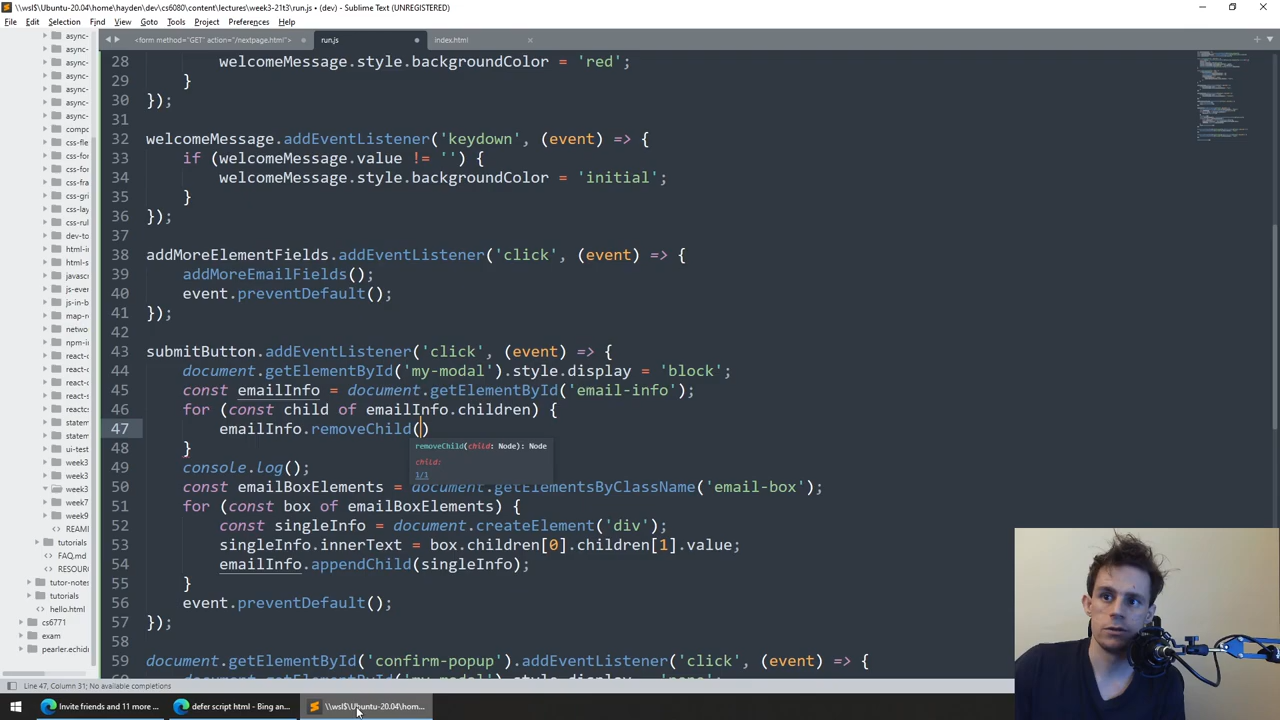 \\wsl$\Ubuntu-20.04\home\hayden\dev\cs6080\content\lectures\week3-21t3\run.js • (dev) - Sublime Text (UNREGISTERED)
File Edit Selection Find View Goto Tools Project Preferences Help
<form method="GET" action="/nextpage.html"> run.js index.html
async-
async-
async-
async-
async-
async-
async-
compo
css-fle
css-for
css-fra
css-gri
css-lay
css-rul
dev-to
html-i
html-s
javasc
js-eve
js-in-b
map-r
netwo
npm-i
react-c
react-c
react-s
statem
statem
ui-test
week3
week3
week3
week7
week9
READ
tutorials
FAQ.md
RESOUR
tutor-notes
tutorials
hello.html
cs6771
exam
pearler.echidn
28 welcomeMessage.style.backgroundColor = 'red';
29 }
30 });
31
32 welcomeMessage.addEventListener('keydown', (event) => {
33 if (welcomeMessage.value != '') {
34 welcomeMessage.style.backgroundColor = 'initial';
35 }
36 });
37
38 addMoreElementFields.addEventListener('click', (event) => {
39 addMoreEmailFields();
40 event.preventDefault();
41 });
42
43 submitButton.addEventListener('click', (event) => {
44 document.getElementById('my-modal').style.display = 'block';
45 const emailInfo = document.getElementById('email-info');
46 for (const child of emailInfo.children) {
47 emailInfo.removeChild()
removeChild(child: Node): Node
child:
1/1
48 }
49 console.log();
50 const emailBoxElements = document.getElementsByClassName('email-box');
51 for (const box of emailBoxElements) {
52 const singleInfo = document.createElement('div');
53 singleInfo.innerText = box.children[0].children[1].value;
54 emailInfo.appendChild(singleInfo);
55 }
56 event.preventDefault();
57 });
58
59 document.getElementById('confirm-popup').addEventListener('click', (event) => {
Line 47, Column 31; No available completions
Invite friends and 11 more ... defer script html - Bing an... \\wsl$\Ubuntu-20.04\hom...